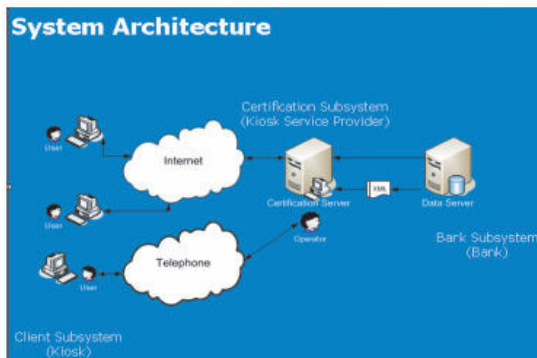 System Architecture
Certification Subsystem
(Kiosk Service Provider)
User
Internet
XML
Certification Server
Data Server
User
Operator
Bark Subsystem
(Bank)
Telephone
User
Client Subsystem
(Kiosk)